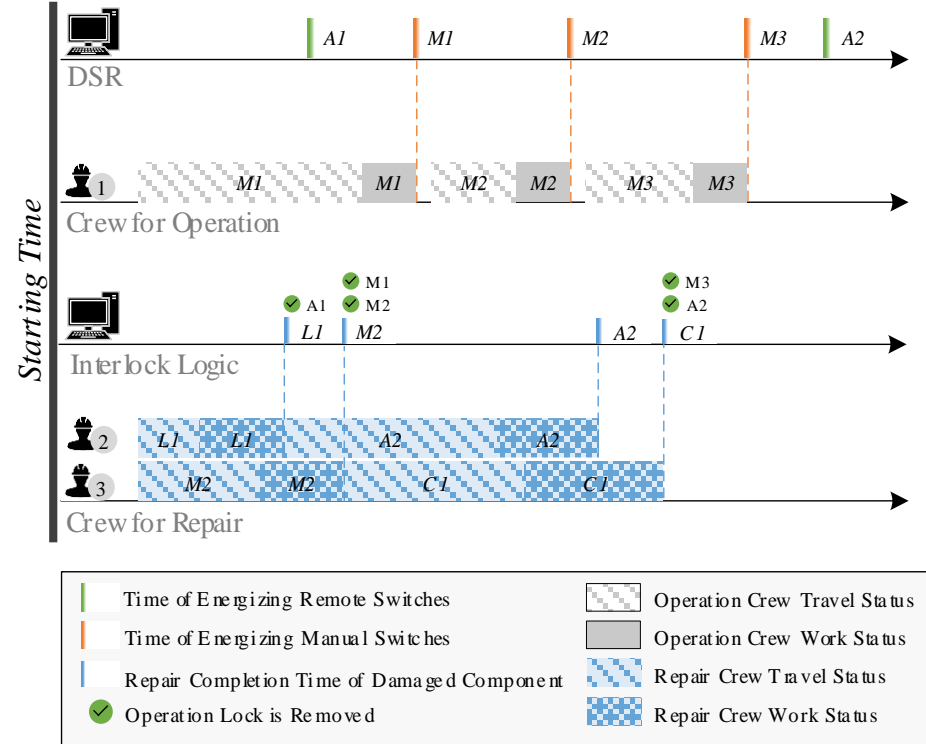 A1 M1 M2 M3 A2
DSR
1 M1 M1 M2 M2 M3 M3
Crew for Operation
Starting Time
M1 M3
A1 M2 A2
L1 M2 A2 C1
Interlock Logic
2 L1 L1 A2 A2
3 M2 M2 C1 C1
Crew for Repair
Time of Energizing Remote Switches
Time of Energizing Manual Switches
Repair Completion Time of Damaged Component
Operation Lock is Removed
Operation Crew Travel Status
Operation Crew Work Status
Repair Crew Travel Status
Repair Crew Work Status